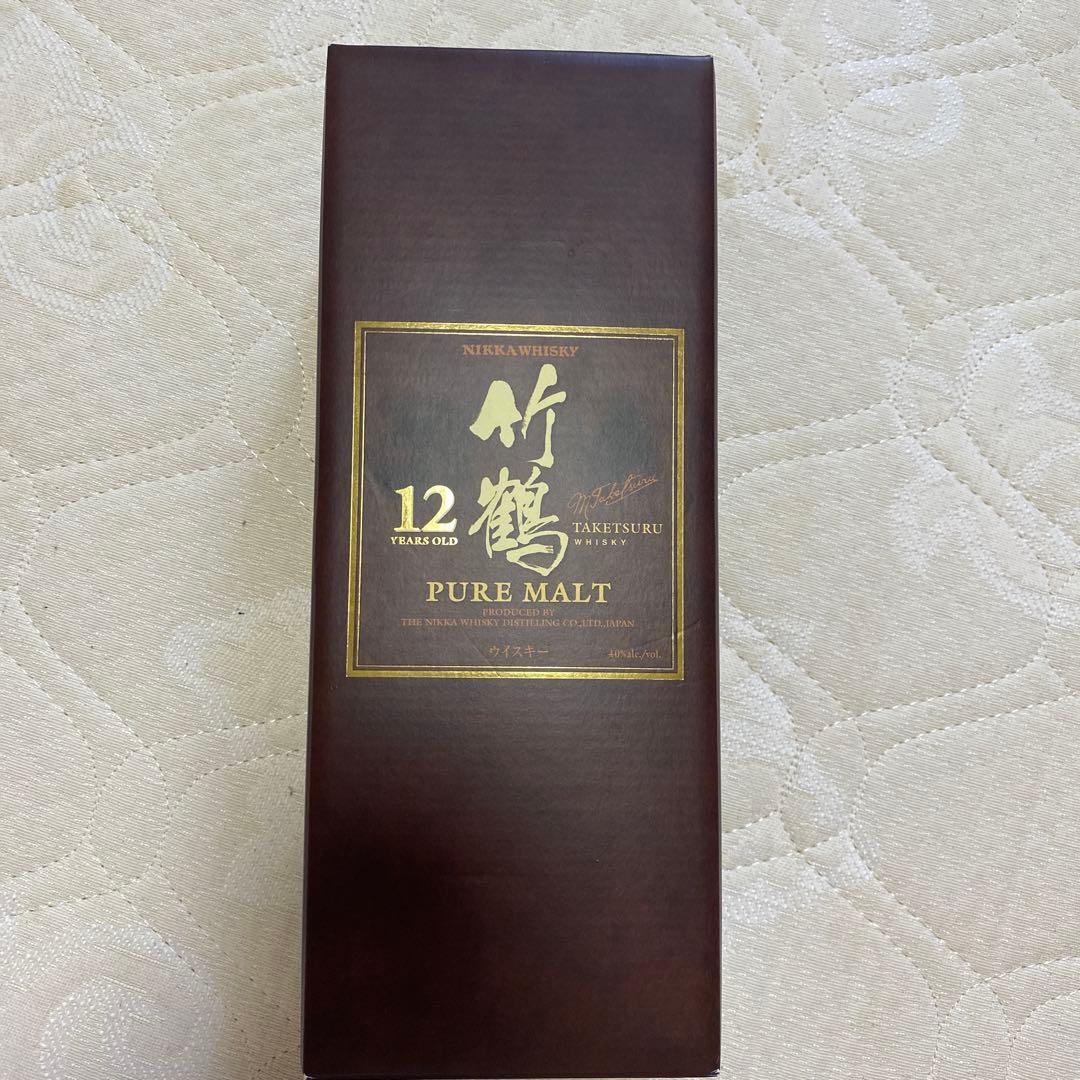 NIKKA WHISKY
竹鶴
12
YEARS OLD
M.Taketsuru
TAKETSURU
WHISKY
PURE MALT
PRODUCED BY
THE NIKKA WHISKY DISTILLING CO.,LTD.,JAPAN
ウイスキー
40%alc./vol.